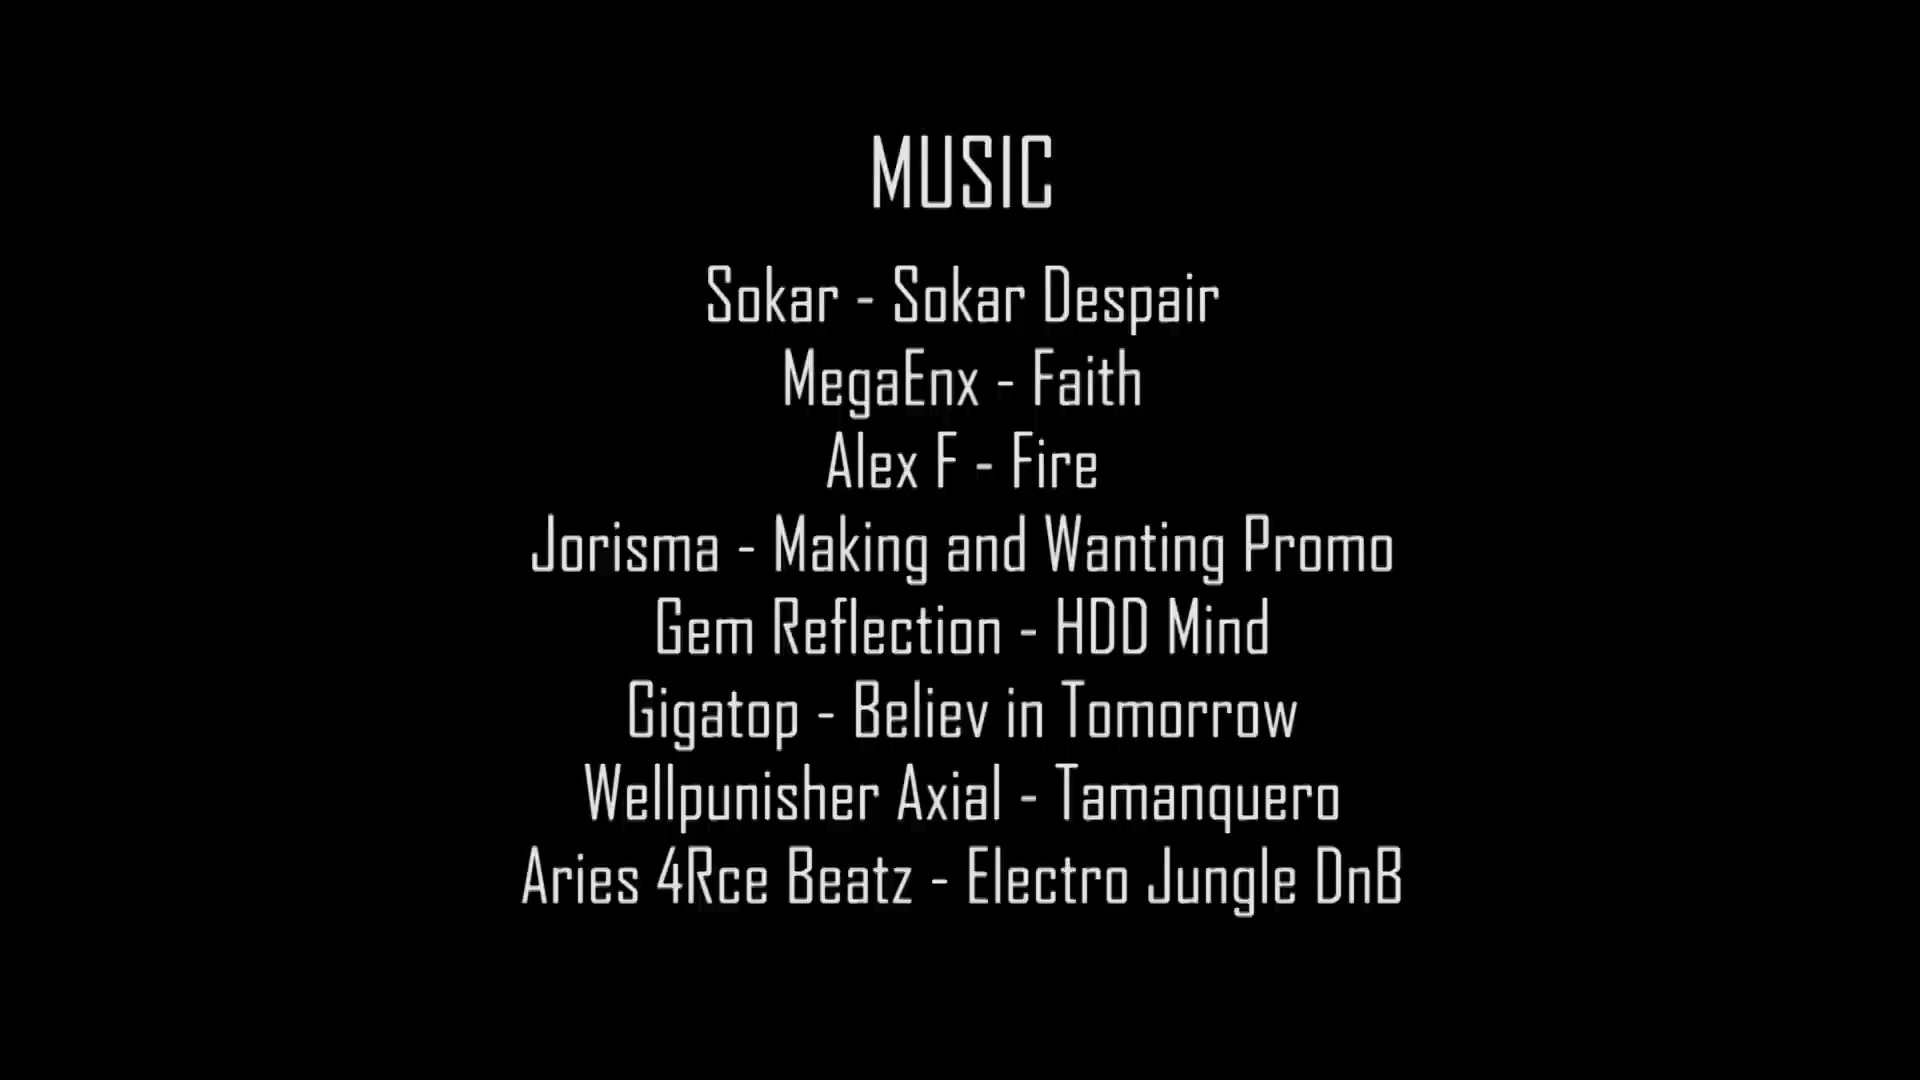 MUSIC
Sokar - Sokar Despair
MegaEnx - Faith
Alex F - Fire
Jorisma - Making and Wanting Promo
Gem Reflection - HDD Mind
Gigatop - Believ in Tomorrow
Wellpunisher Axial - Tamanquero
Aries 4Rce Beatz - Electro Jungle DnB